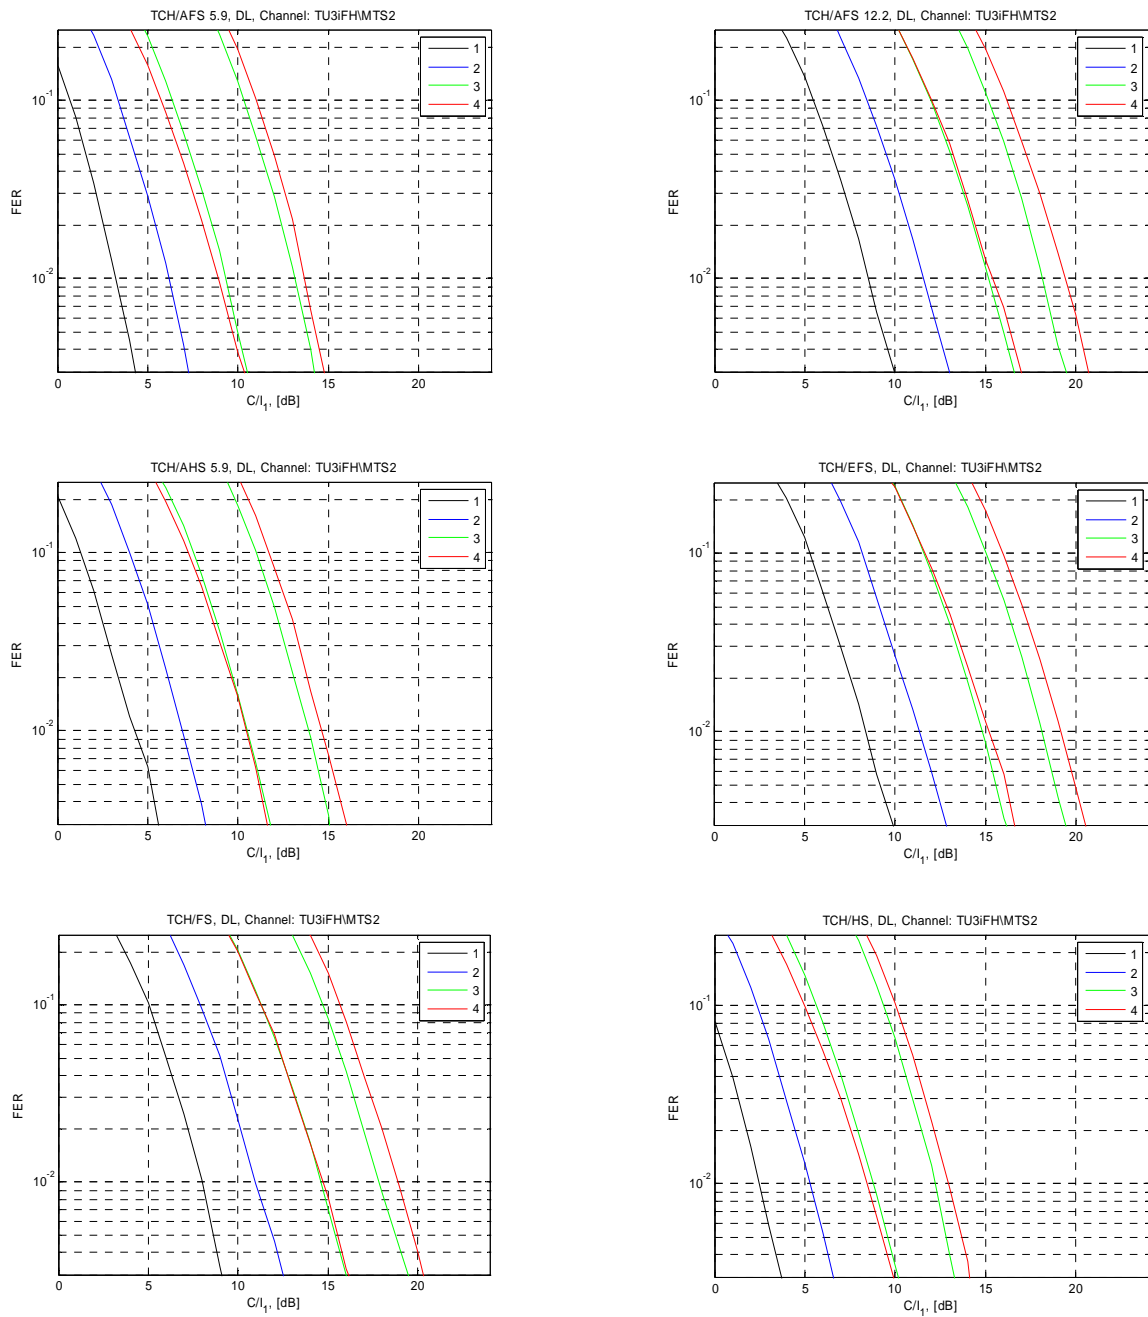 TCH/AFS 5.9, DL, Channel: TU3iFH\MTS2
1
2
3
4
10^-1
10^-2
FER
0 5 10 15 20
C/I_1, [dB]
TCH/AFS 12.2, DL, Channel: TU3iFH\MTS2
1
2
3
4
10^-1
10^-2
FER
0 5 10 15 20
C/I_1, [dB]
TCH/AHS 5.9, DL, Channel: TU3iFH\MTS2
1
2
3
4
10^-1
10^-2
FER
0 5 10 15 20
C/I_1, [dB]
TCH/EFS, DL, Channel: TU3iFH\MTS2
1
2
3
4
10^-1
10^-2
FER
0 5 10 15 20
C/I_1, [dB]
TCH/FS, DL, Channel: TU3iFH\MTS2
1
2
3
4
10^-1
10^-2
FER
0 5 10 15 20
C/I_1, [dB]
TCH/HS, DL, Channel: TU3iFH\MTS2
1
2
3
4
10^-1
10^-2
FER
0 5 10 15 20
C/I_1, [dB]